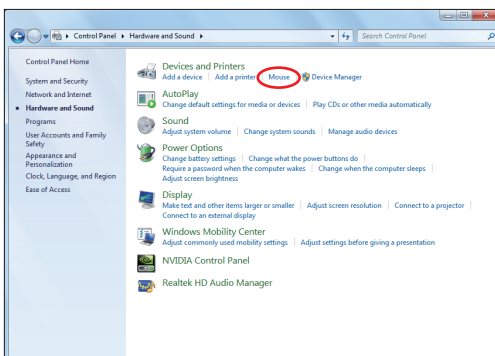 Control Panel ▸ Hardware and Sound ▸
Search Control Panel
Control Panel Home
System and Security
Network and Internet
Hardware and Sound
Programs
User Accounts and Family
Safety
Appearance and
Personalization
Clock, Language, and Region
Ease of Access
Devices and Printers
Add a device | Add a printer | Mouse | Device Manager
AutoPlay
Change default settings for media or devices | Play CDs or other media automatically
Sound
Adjust system volume | Change system sounds | Manage audio devices
Power Options
Change battery settings | Change what the power buttons do |
Require a password when the computer wakes | Change when the computer sleeps |
Adjust screen brightness
Display
Make text and other items larger or smaller | Adjust screen resolution | Connect to a projector |
Connect to an external display
Windows Mobility Center
Adjust commonly used mobility settings | Adjust settings before giving a presentation
NVIDIA Control Panel
Realtek HD Audio Manager